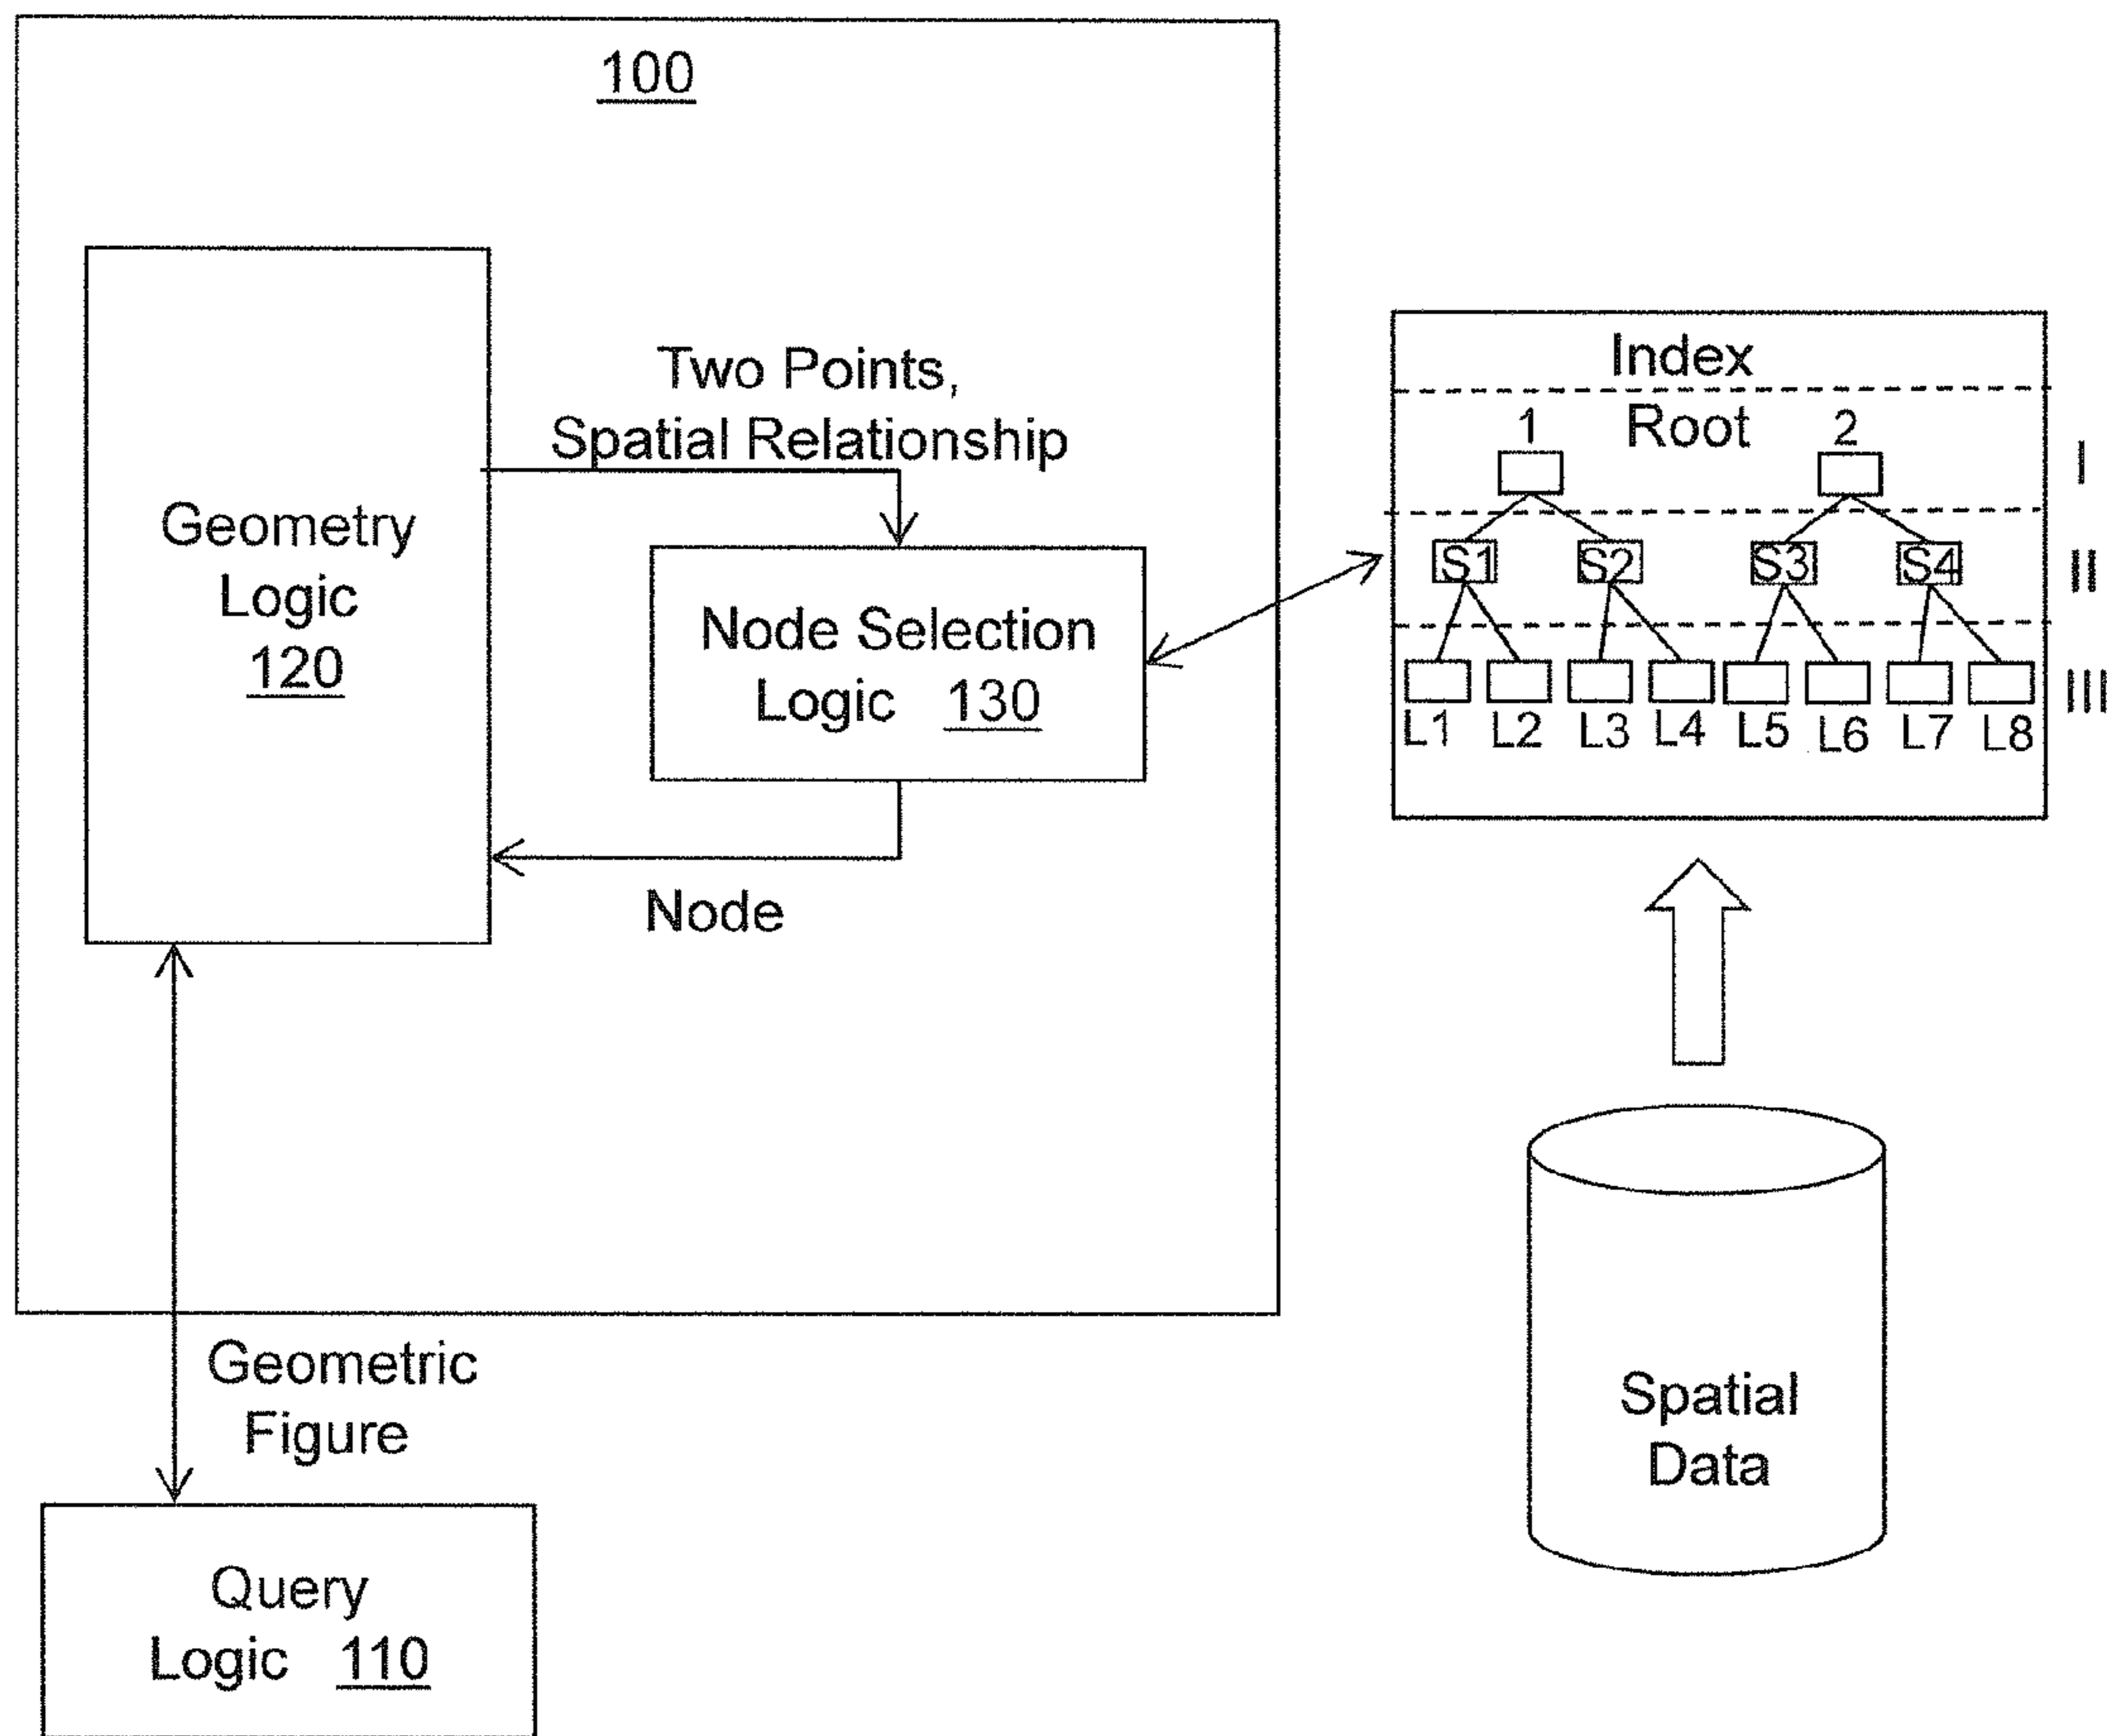 100
Geometry
Logic
120
Two Points,
Spatial Relationship
Node Selection
Logic 130
Node
Geometric
Figure
Query
Logic 110
Index
1 Root 2
I
S1 S2 S3 S4
II
III
L1 L2 L3 L4 L5 L6 L7 L8
Spatial
Data